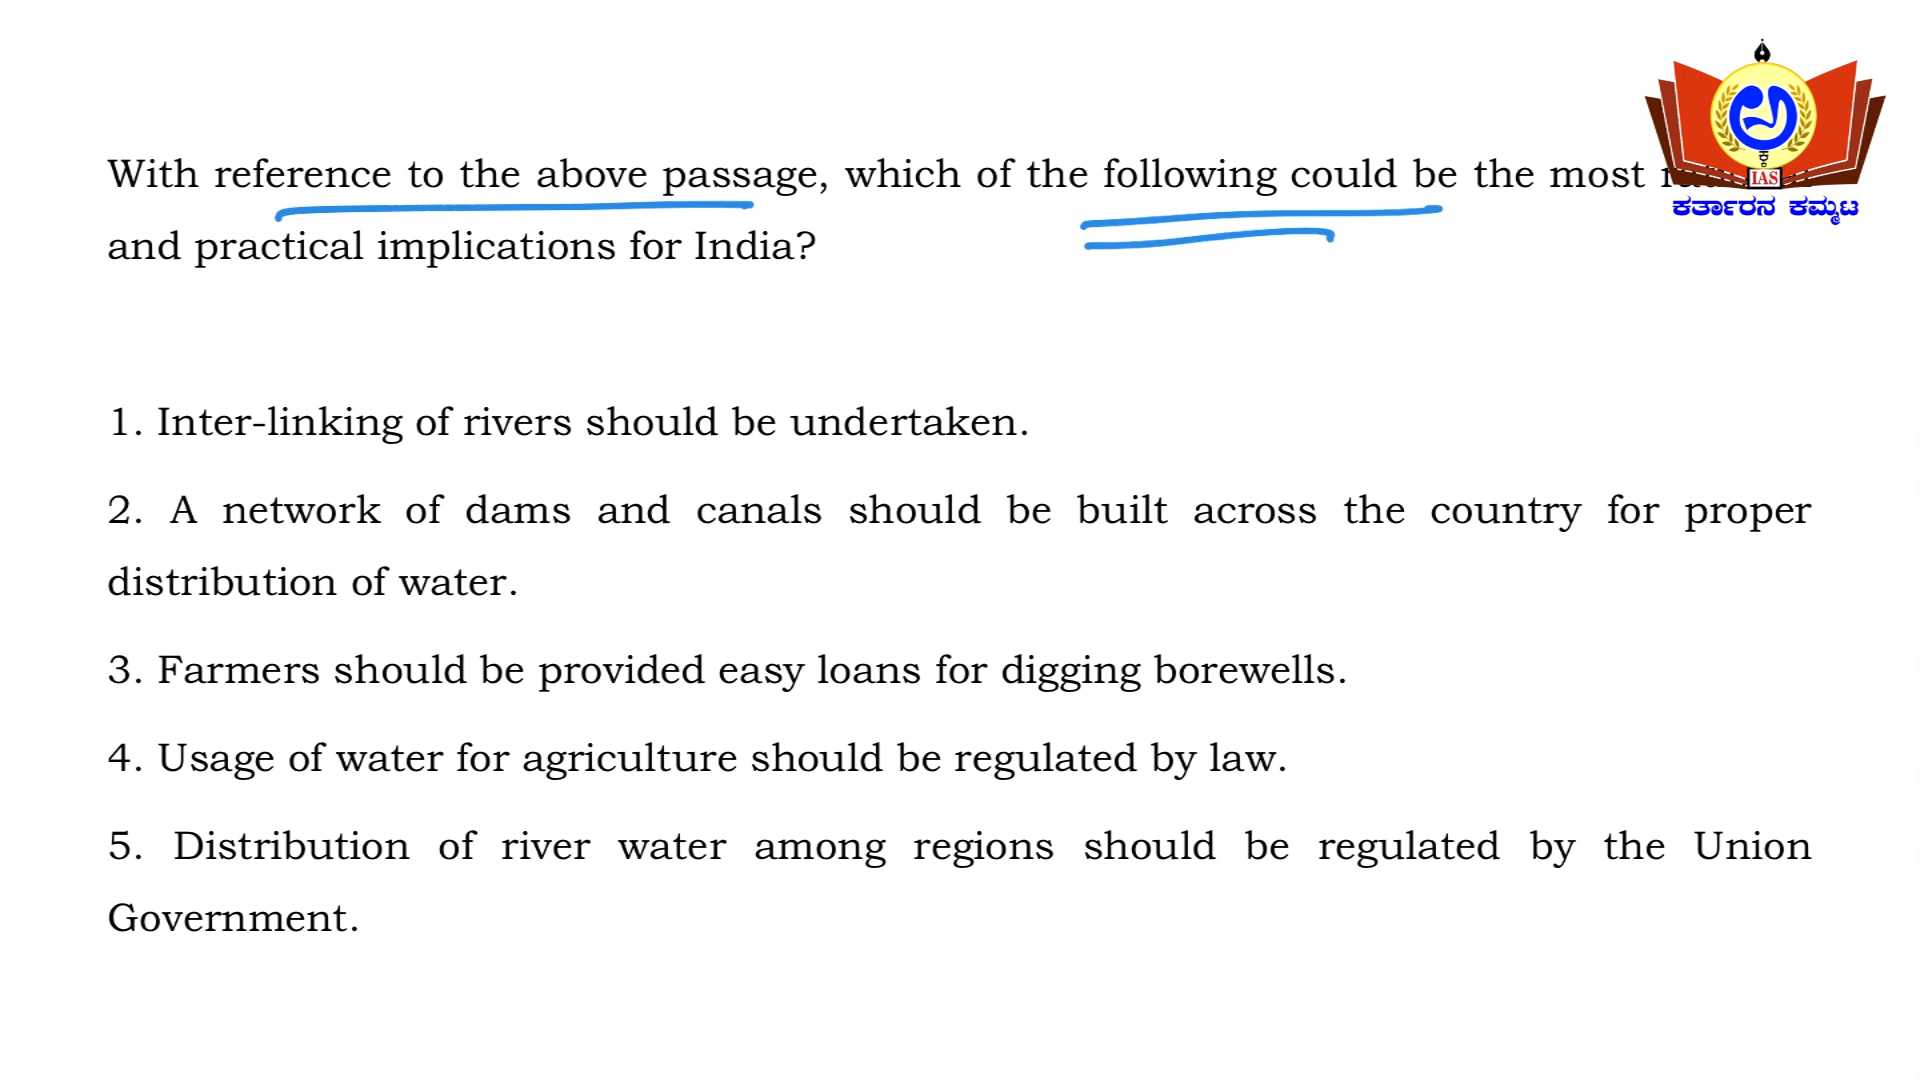 With reference to the above passage, which of the following could be the most
and practical implications for India?
1. Inter-linking of rivers should be undertaken.
2. A network of dams and canals should be built across the country for proper
distribution of water.
3. Farmers should be provided easy loans for digging borewells.
4. Usage of water for agriculture should be regulated by law.
5. Distribution of river water among regions should be regulated by the Union
Government.
IAS
ಕರ್ತಾರನ ಕಮ್ಮಟ